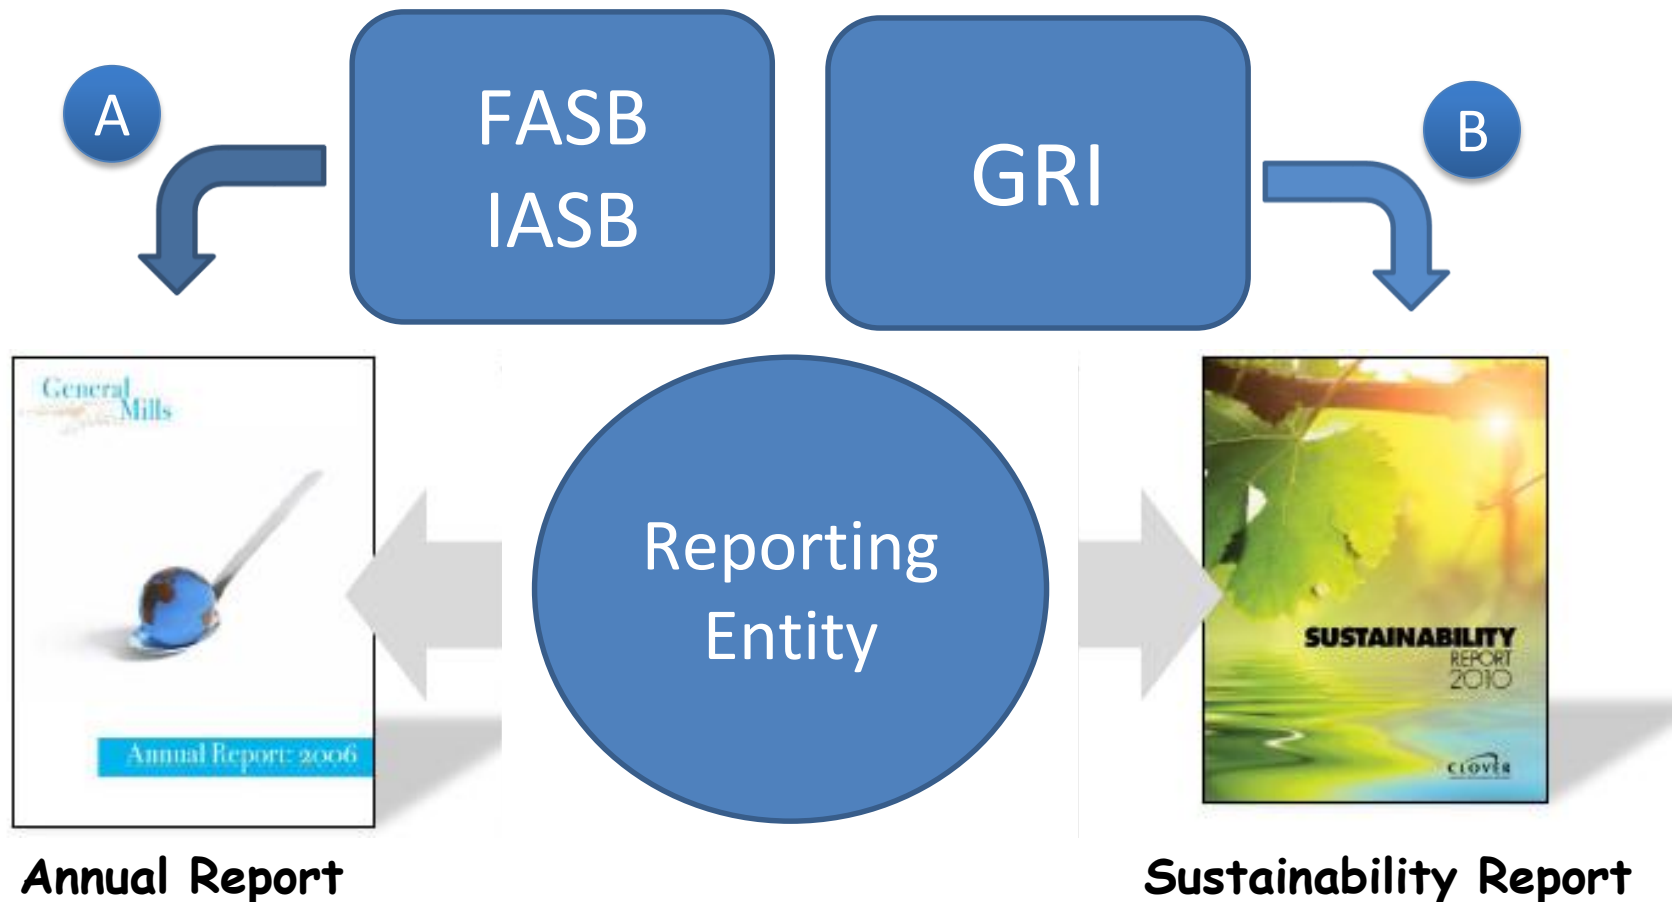 A
FASB
IASB
GRI
B
General
Mills
Reporting
Entity
Annual Report: 2006
SUSTAINABILITY
REPORT
2010
CLOVER
Annual Report
Sustainability Report